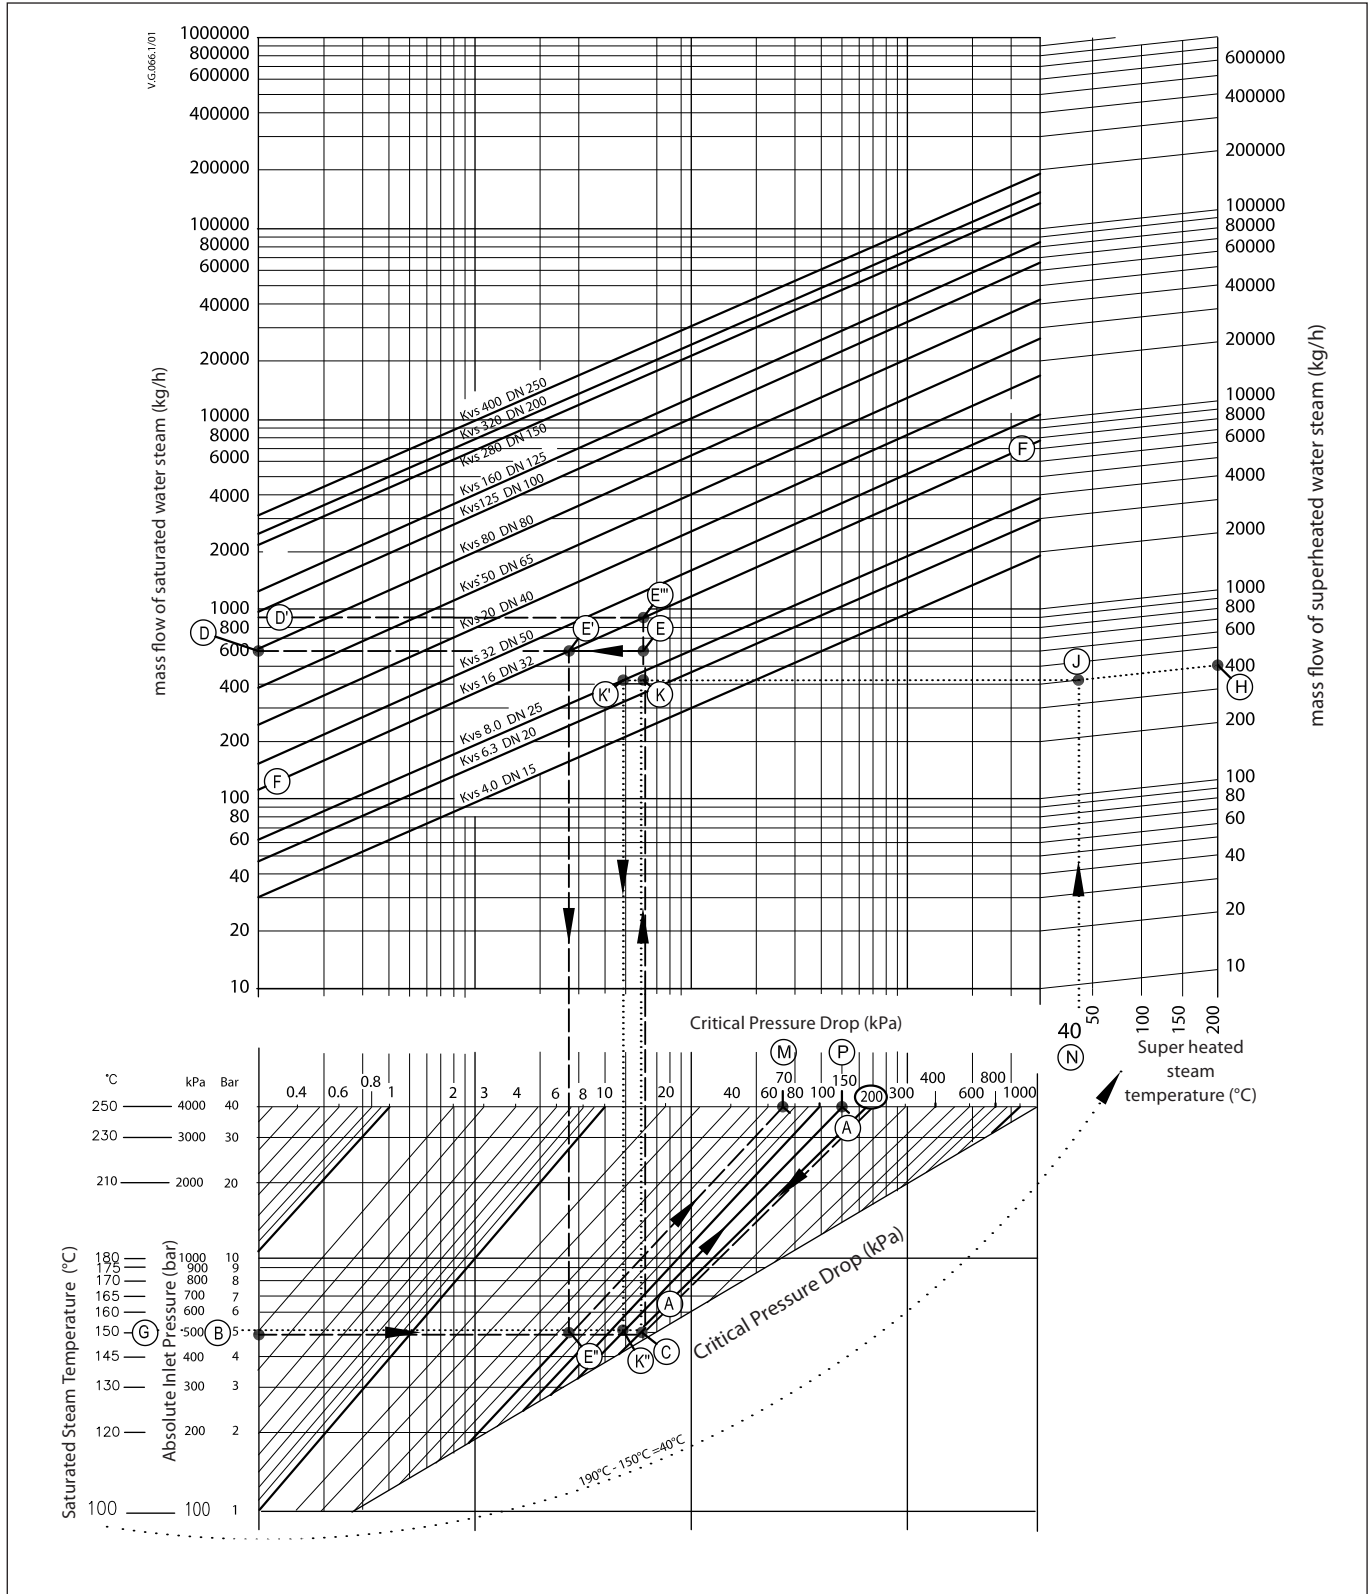 V.G.066.1/01
1000000
800000
600000
400000
200000
100000
80000
60000
40000
20000
10000
8000
6000
4000
2000
1000
800
600
400
200
100
80
60
40
20
10
mass flow of saturated water steam (kg/h)
D
D'
F
Kvs 400 DN 250
Kvs 320 DN 200
Kvs 280 DN 150
Kvs 160 DN 125
Kvs125 DN 100
Kvs 80 DN 80
Kvs 50 DN 65
Kvs 20 DN 40
Kvs 32 DN 50
Kvs 16 DN 32
Kvs 8.0 DN 25
Kvs 6.3 DN 20
Kvs 4.0 DN 15
E'''
E'
E
K'
K
F
J
H
600000
400000
200000
100000
80000
60000
40000
20000
10000
8000
6000
4000
2000
1000
800
600
400
200
100
80
60
40
20
10
mass flow of superheated water steam (kg/h)
40
N
50
100
150
200
Super heated
steam
temperature (°C)
Critical Pressure Drop (kPa)
M
P
0.4 0.6 0.8 1 2 3 4 6 8 10 20 40 60 70 80 100 150 200 300 400 600 800 1000
A
A
°C kPa Bar
250 4000 40
230 3000 30
210 2000 20
180 1000 10
175 900 9
170 800 8
165 700 7
160 600 6
150 G 500 B 5
145 400 4
130 300 3
120 200 2
100 100 1
Saturated Steam Temperature (°C)
Absolute Inlet Pressure (bar)
E''
K''
C
Critical Pressure Drop (kPa)
190°C - 150°C =40°C